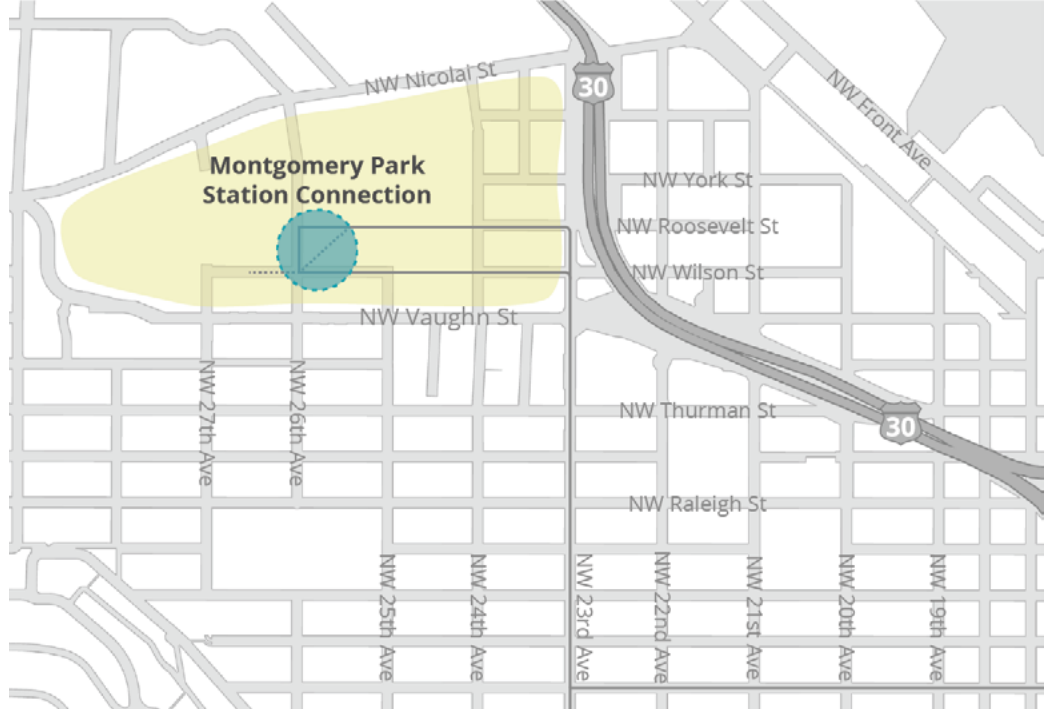 NW Nicolai St
30
NW Front Ave
Montgomery Park
Station Connection
NW York St
NW Roosevelt St
NW Wilson St
NW Vaughn St
NW 27th Ave
NW 26th Ave
NW Thurman St
30
NW Raleigh St
NW 25th Ave
NW 24th Ave
NW 23rd Ave
NW 22nd Ave
NW 21st Ave
NW 20th Ave
NW 19th Ave